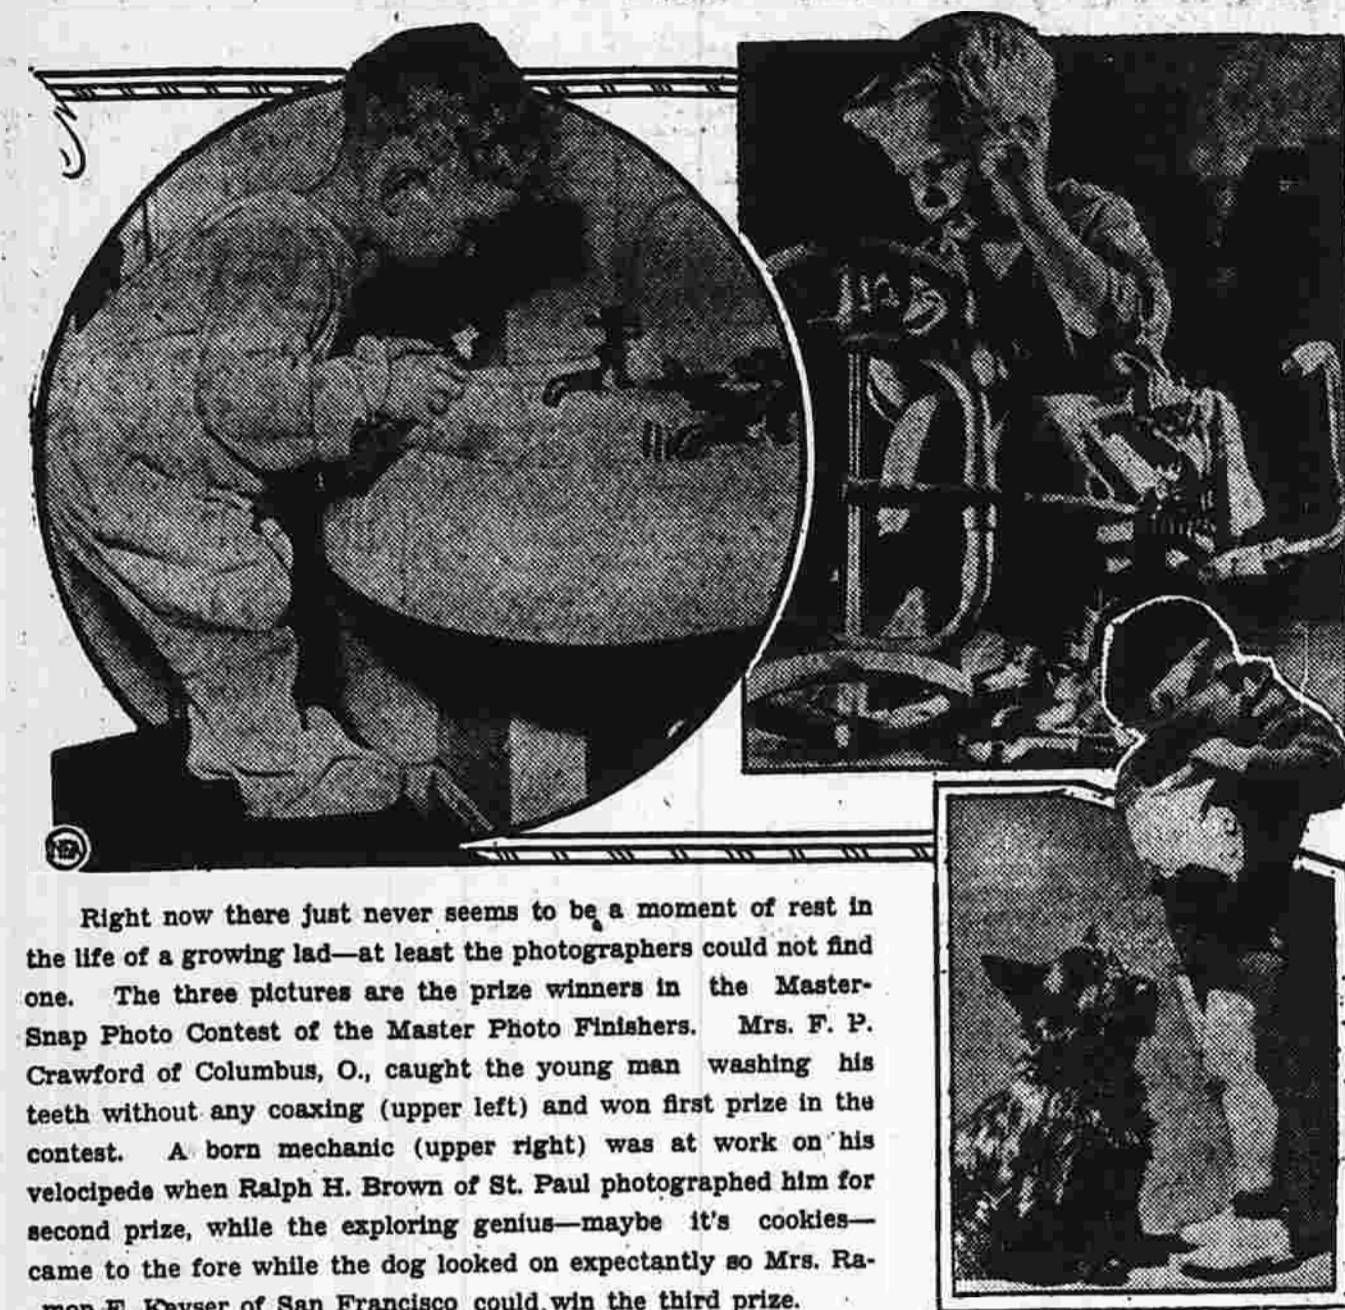 NEA
Right now there just never seems to be a moment of rest in
the life of a growing lad—at least the photographers could not find
one. The three pictures are the prize winners in the Master-
Snap Photo Contest of the Master Photo Finishers. Mrs. F. P.
Crawford of Columbus, O., caught the young man washing his
teeth without any coaxing (upper left) and won first prize in the
contest. A born mechanic (upper right) was at work on his
velocipede when Ralph H. Brown of St. Paul photographed him for
second prize, while the exploring genius—maybe it's cookies—
came to the fore while the dog looked on expectantly so Mrs. Ra-
mon E. Keyser of San Francisco could win the third prize.